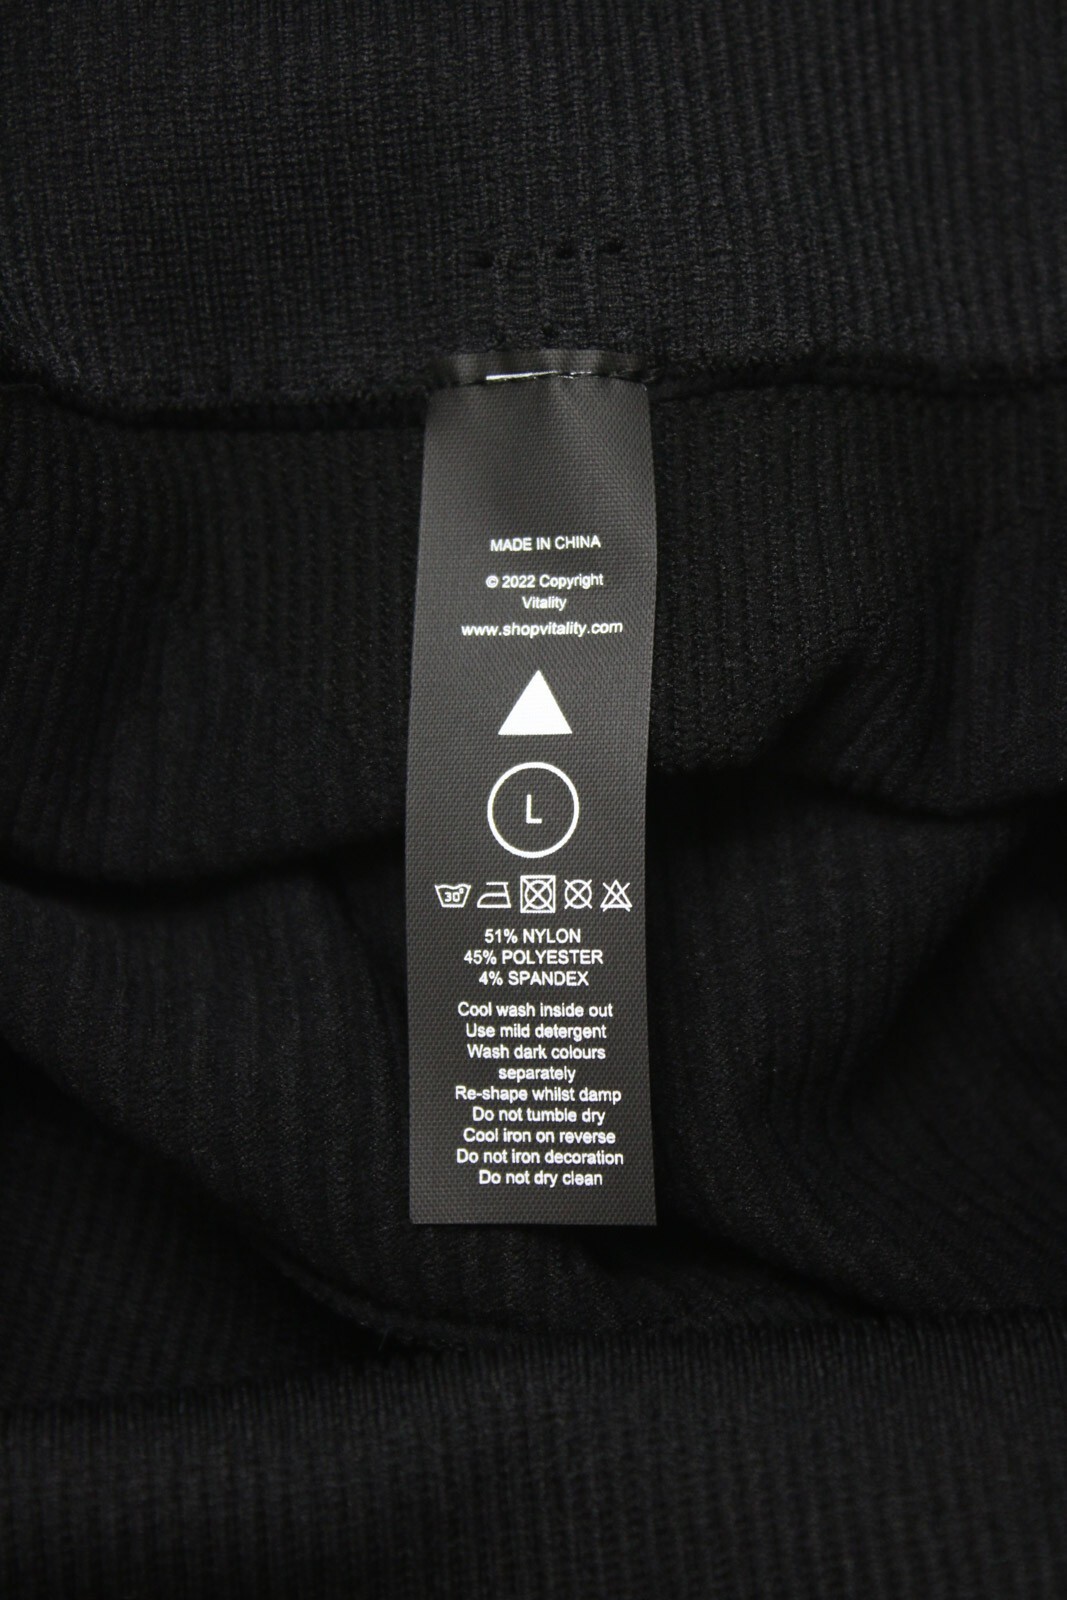 MADE IN CHINA
© 2022 Copyright
Vitality
www.shopvitality.com
L
30°
51% NYLON
45% POLYESTER
4% SPANDEX
Cool wash inside out
Use mild detergent
Wash dark colours
separately
Re-shape whilst damp
Do not tumble dry
Cool iron on reverse
Do not iron decoration
Do not dry clean